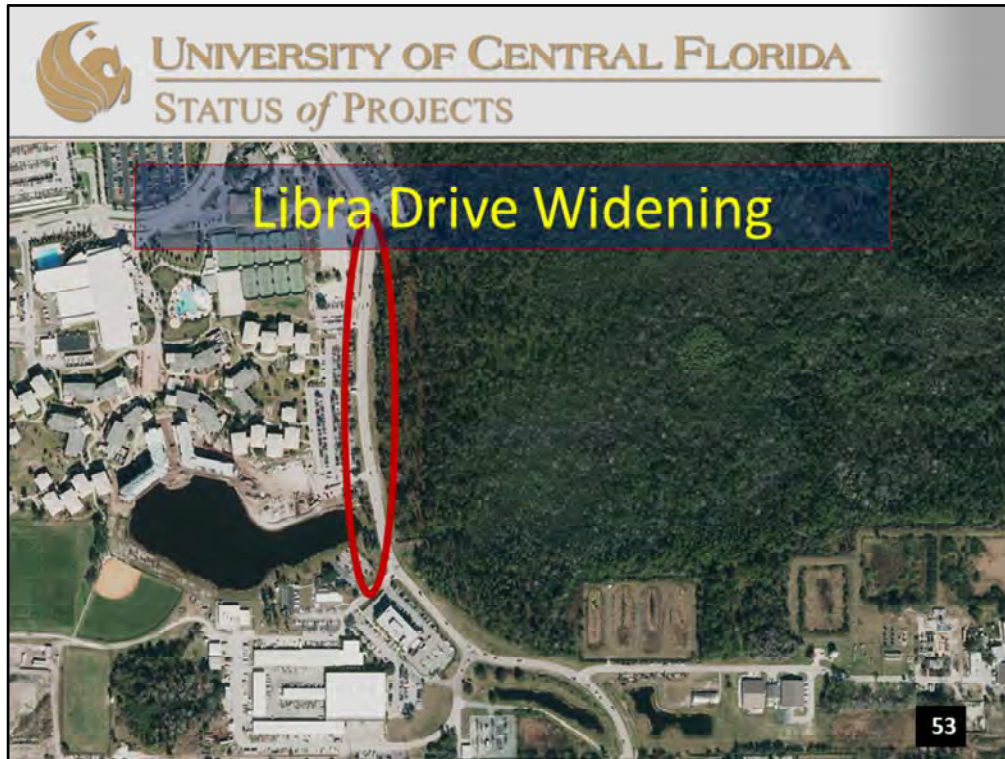 UNIVERSITY OF CENTRAL FLORIDA
STATUS of PROJECTS
Libra Drive Widening
53